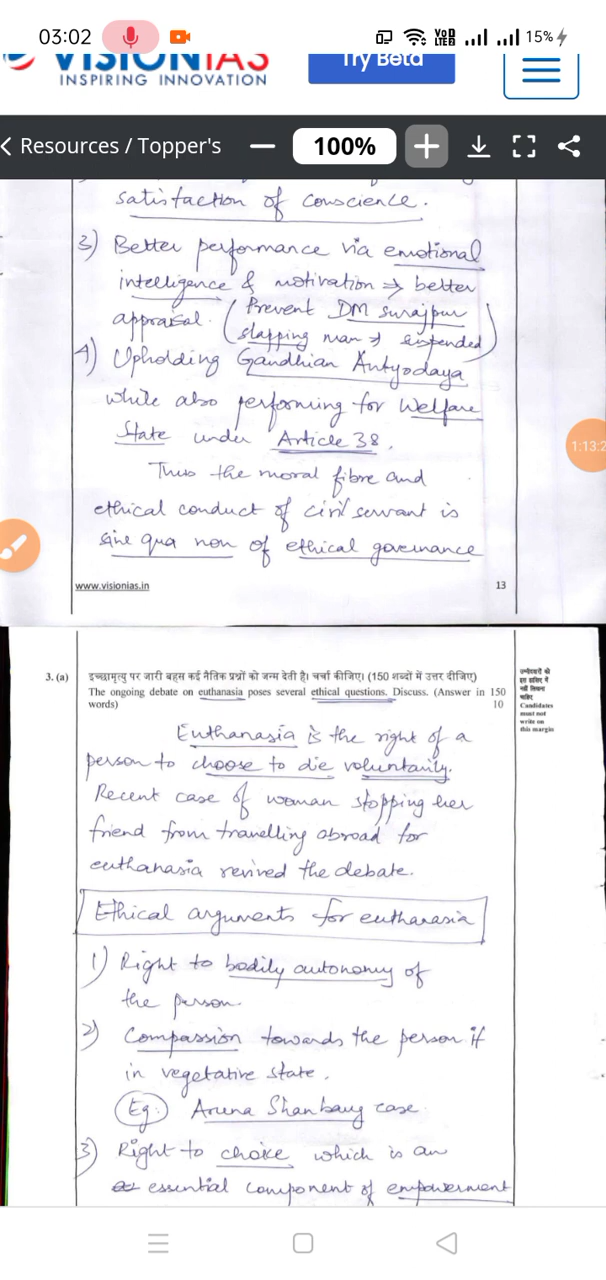 03:02
VoD LTE 15%
VISIONIAS
INSPIRING INNOVATION
Try Beta
Resources / Topper's
100%
satisfaction of conscience.
3) Better performance via emotional
intelligence & motivation ⇒ better
appraisal. (Prevent DM Surajpur
slapping man ⇒ suspended)
4) Upholding Gandhian Antyodaya
while also performing for Welfare
State under Article 38.
1:13:2
Thus the moral fibre and
ethical conduct of civil servant is
sine qua non of ethical governance
www.visionias.in
13
3. (a) इच्छामृत्यु पर जारी बहस कई नैतिक प्रश्नों को जन्म देती है। चर्चा कीजिए। (150 शब्दों में उत्तर दीजिए)
The ongoing debate on euthanasia poses several ethical questions. Discuss. (Answer in 150
words) 10
उम्मीदवारों को
इस हाशिए में
नहीं लिखना
चाहिए
Candidates
must not
write on
this margin
Euthanasia is the right of a
person to choose to die voluntarily.
Recent case of woman stopping her
friend from travelling abroad for
euthanasia revived the debate.
Ethical arguments for euthanasia
1) Right to bodily autonomy of
the person.
2) Compassion towards the person if
in vegetative state.
Eg. Aruna Shanbaug case.
3) Right to choice which is an
essential component of empowerment